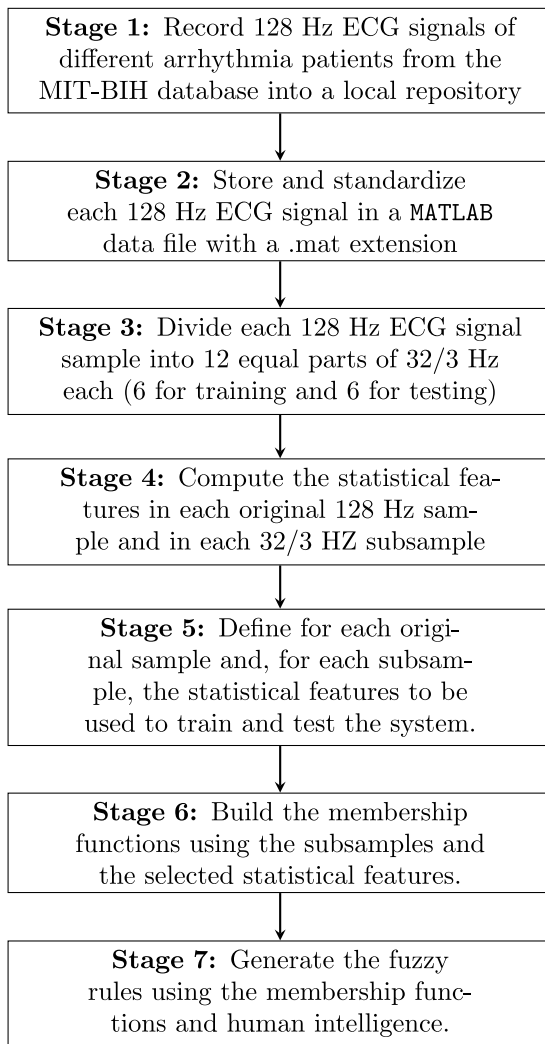 Stage 1: Record 128 Hz ECG signals of
different arrhythmia patients from the
MIT-BIH database into a local repository
Stage 2: Store and standardize
each 128 Hz ECG signal in a MATLAB
data file with a .mat extension
Stage 3: Divide each 128 Hz ECG signal
sample into 12 equal parts of 32/3 Hz
each (6 for training and 6 for testing)
Stage 4: Compute the statistical fea-
tures in each original 128 Hz sam-
ple and in each 32/3 HZ subsample
Stage 5: Define for each origi-
nal sample and, for each subsam-
ple, the statistical features to be
used to train and test the system.
Stage 6: Build the membership
functions using the subsamples and
the selected statistical features.
Stage 7: Generate the fuzzy
rules using the membership func-
tions and human intelligence.